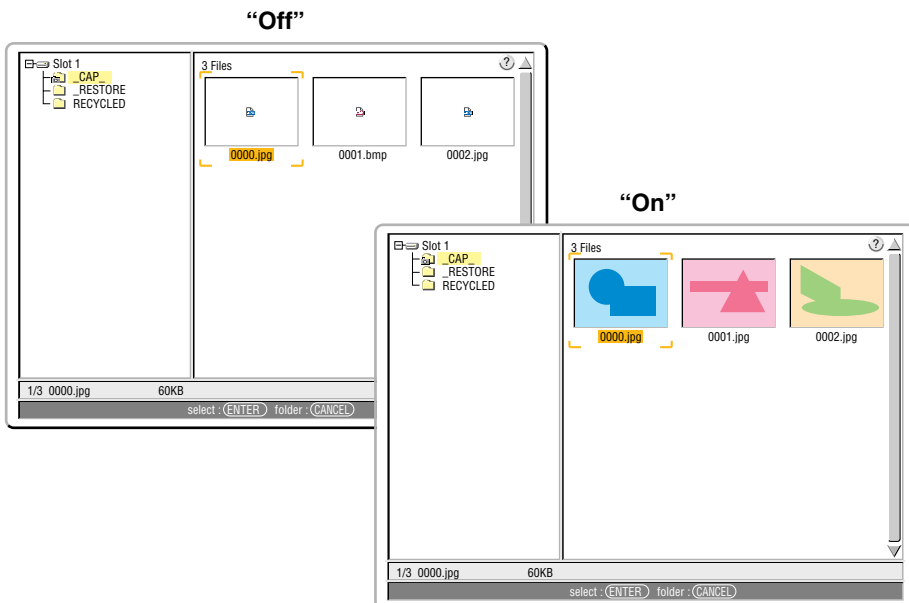 “Off”
Slot 1
_CAP_
_RESTORE
RECYCLED
3 Files
?
0000.jpg
0001.bmp
0002.jpg
1/3 0000.jpg 60KB
select : ENTER folder : CANCEL
“On”
Slot 1
_CAP_
_RESTORE
RECYCLED
3 Files
?
0000.jpg
0001.jpg
0002.jpg
1/3 0000.jpg 60KB
select : ENTER folder : CANCEL